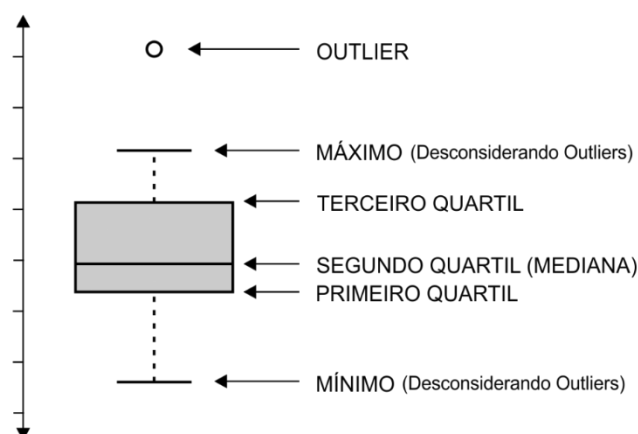 OUTLIER
MÁXIMO (Desconsiderando Outliers)
TERCEIRO QUARTIL
SEGUNDO QUARTIL (MEDIANA)
PRIMEIRO QUARTIL
MÍNIMO (Desconsiderando Outliers)